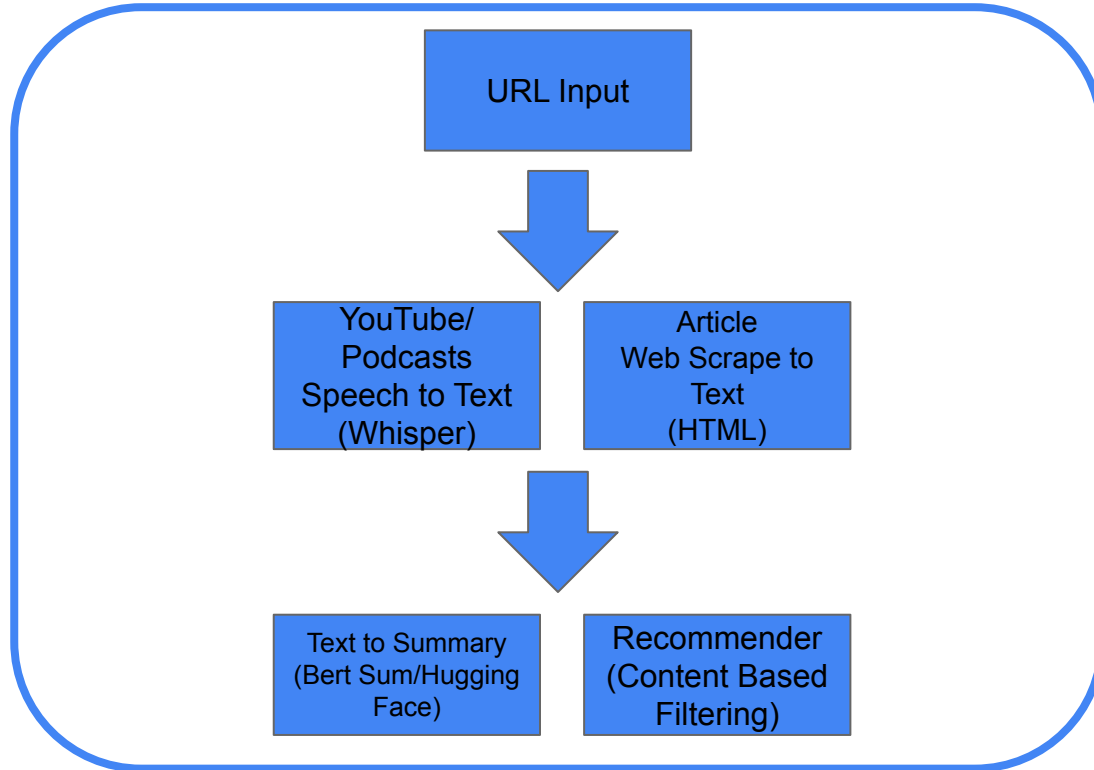 URL Input
YouTube/
Podcasts
Speech to Text
(Whisper)
Article
Web Scrape to
Text
(HTML)
Text to Summary
(Bert Sum/Hugging
Face)
Recommender
(Content Based
Filtering)